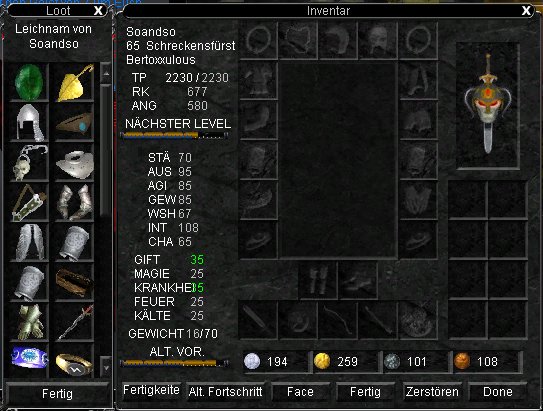 Loot X
Leichnam von
Soandso
Fertig
Inventar X
Soandso
65 Schreckensfürst
Bertoxxulous
TP 2230 / 2230
RK 677
ANG 580
NÄCHSTER LEVEL
STÄ 70
AUS 95
AGI 85
GEW 85
WSH 67
INT 108
CHA 65
GIFT 35
MAGIE 25
KRANKHEI 35
FEUER 25
KÄLTE 25
GEWICHT 16/70
ALT. VOR.
194 259 101 108
Fertigkeite Alt. Fortschritt Face Fertig Zerstören Done